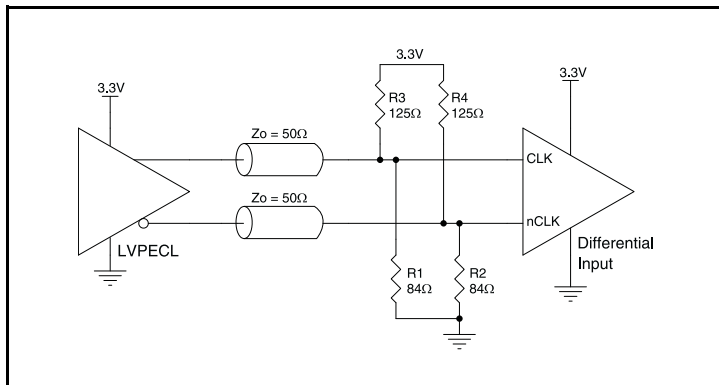 3.3V
3.3V
3.3V
R3
125Ω
R4
125Ω
Zo = 50Ω
CLK
Zo = 50Ω
nCLK
LVPECL
Differential
Input
R1
84Ω
R2
84Ω